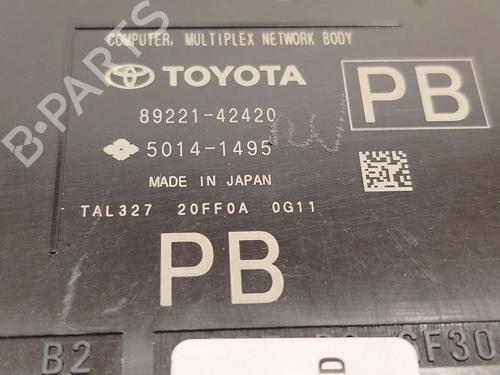 COMPUTER, MULTIPLEX NETWORK BODY
TOYOTA
PB
89221-42420
5014-1495
MADE IN JAPAN
TAL327 20FF0A 0G11
PB
B2
D
B-PARTS